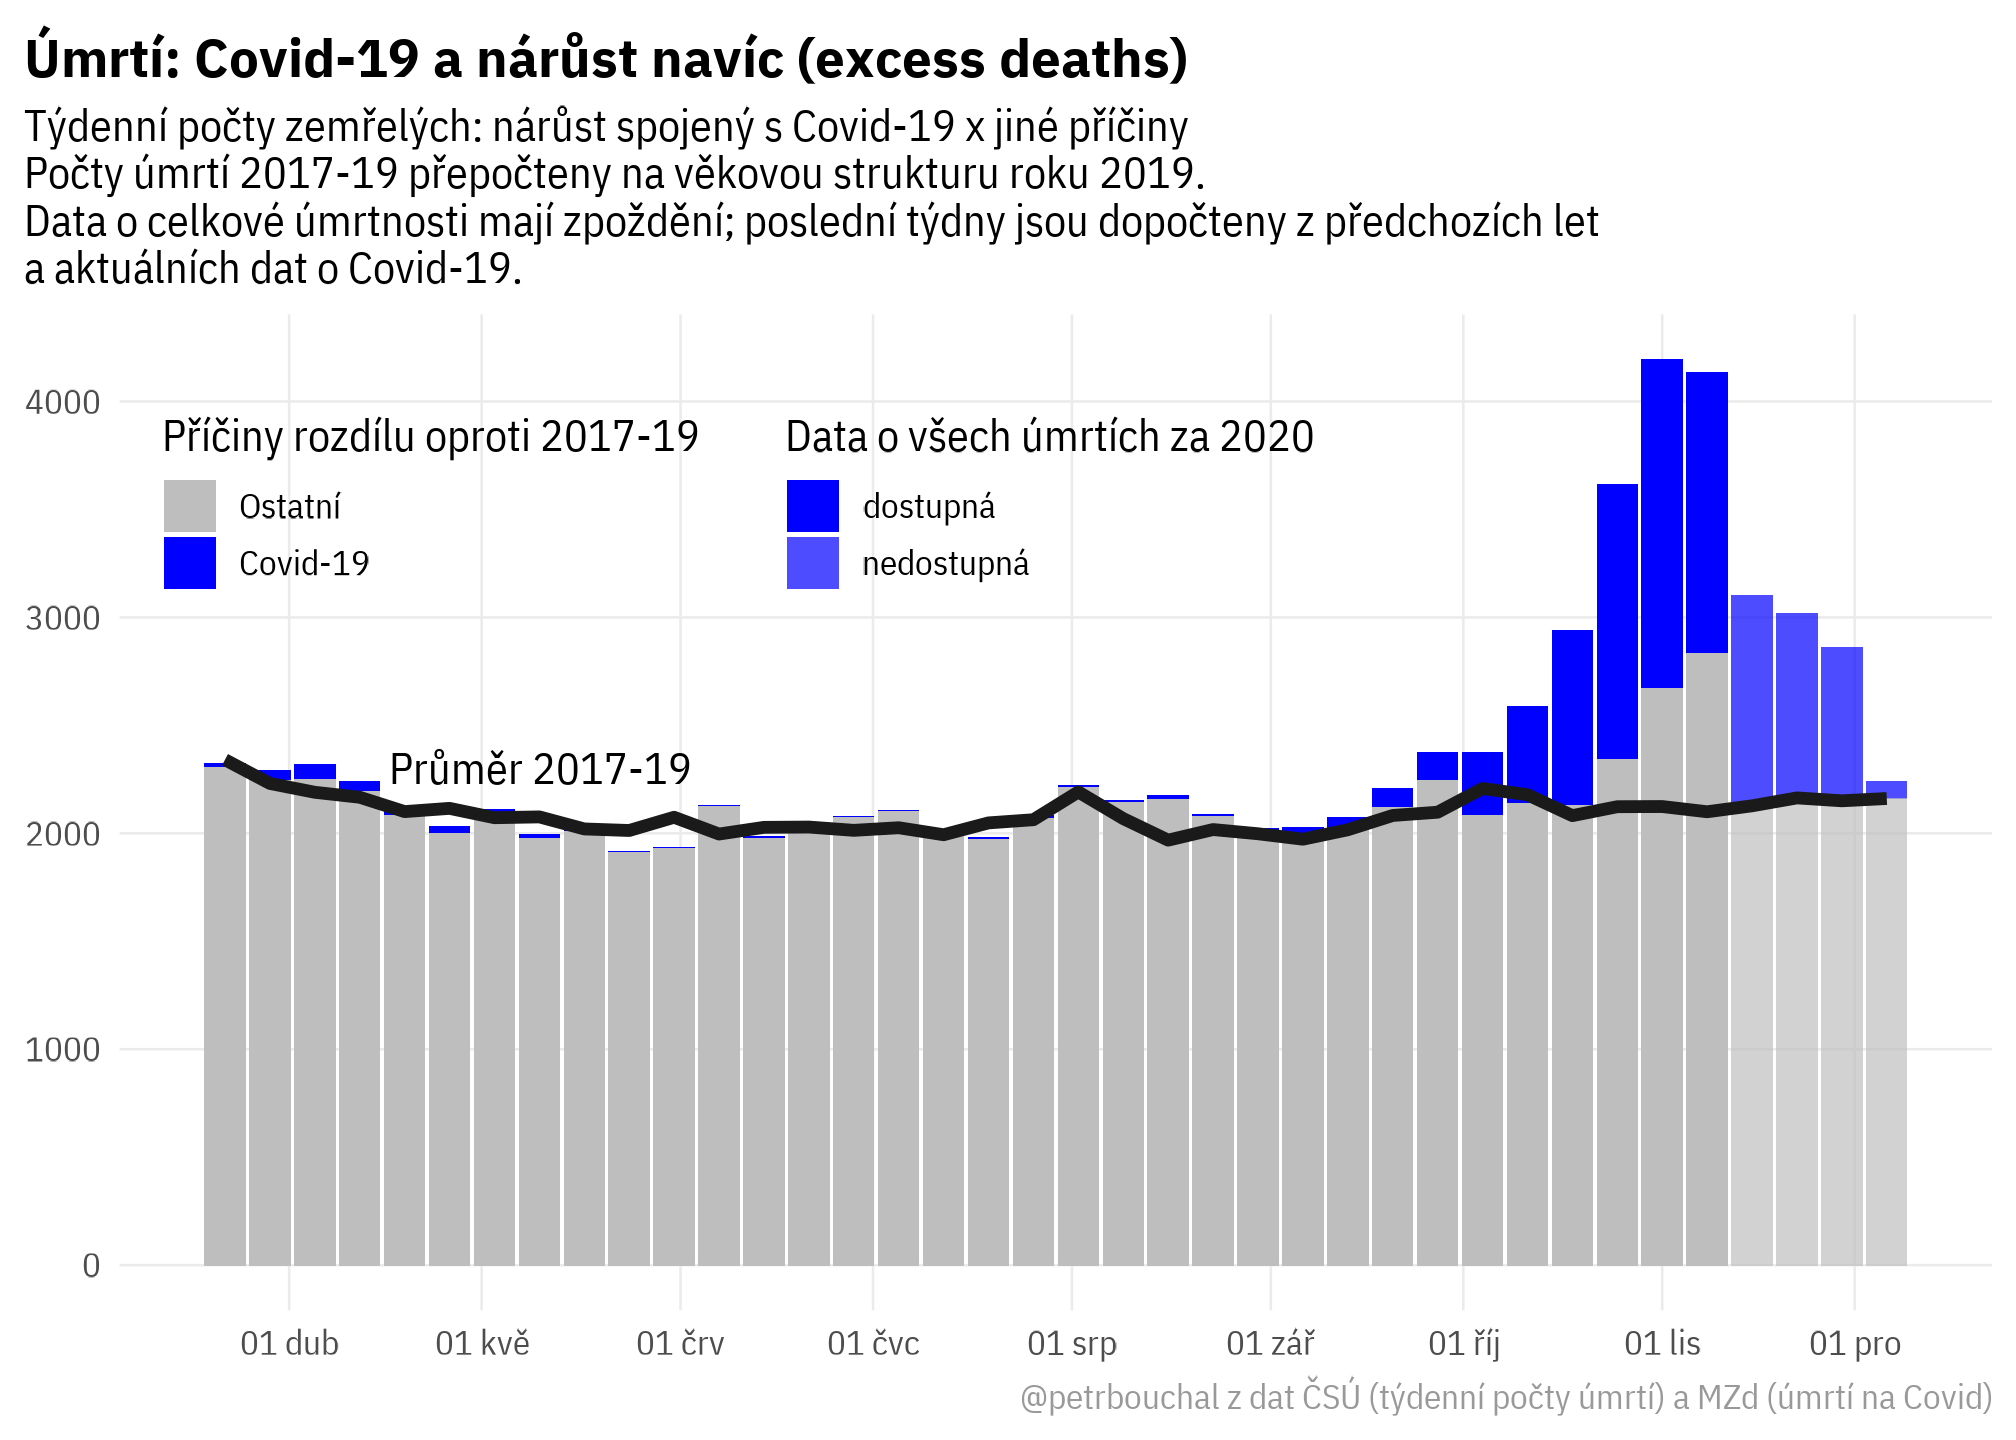 Úmrtí: Covid-19 a nárůst navíc (excess deaths)
Týdenní počty zemřelých: nárůst spojený s Covid-19 x jiné příčiny
Počty úmrtí 2017-19 přepočteny na věkovou strukturu roku 2019.
Data o celkové úmrtnosti mají zpoždění; poslední týdny jsou dopočteny z předchozích let
a aktuálních dat o Covid-19.
4000
3000
2000
1000
0
Příčiny rozdílu oproti 2017-19
Ostatní
Covid-19
Data o všech úmrtích za 2020
dostupná
nedostupná
Průměr 2017-19
01 dub
01 kvě
01 črv
01 čvc
01 srp
01 zář
01 říj
01 lis
01 pro
@petrbouchal z dat ČSÚ (týdenní počty úmrtí) a MZd (úmrtí na Covid)